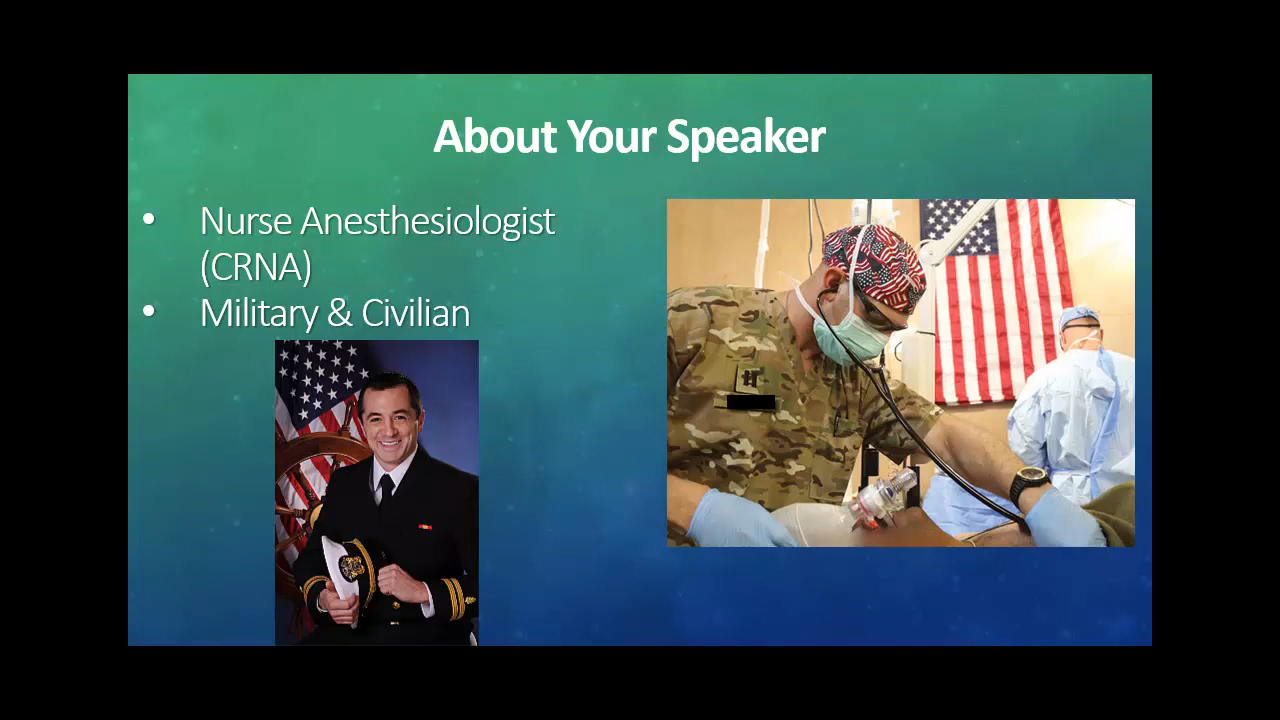 About Your Speaker
• Nurse Anesthesiologist
(CRNA)
• Military & Civilian